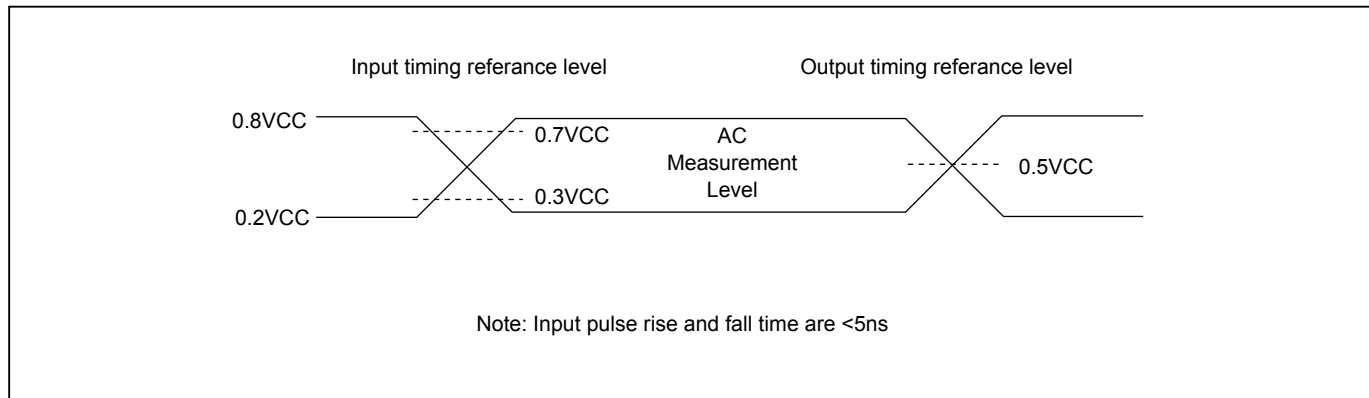 Input timing referance level
Output timing referance level
0.8VCC
0.7VCC
AC
Measurement
Level
0.5VCC
0.3VCC
0.2VCC
Note: Input pulse rise and fall time are <5ns